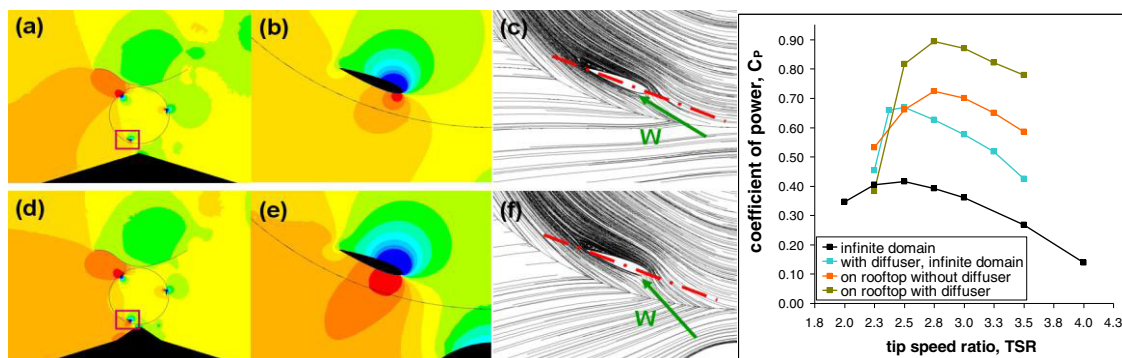 (a)
(b)
(c)
W
(d)
(e)
(f)
W
coefficient of power, CP
0.90
0.80
0.70
0.60
0.50
0.40
0.30
0.20
0.10
0.00
infinite domain
with diffuser, infinite domain
on rooftop without diffuser
on rooftop with diffuser
1.8 2.0 2.3 2.5 2.8 3.0 3.3 3.5 3.8 4.0 4.3
tip speed ratio, TSR